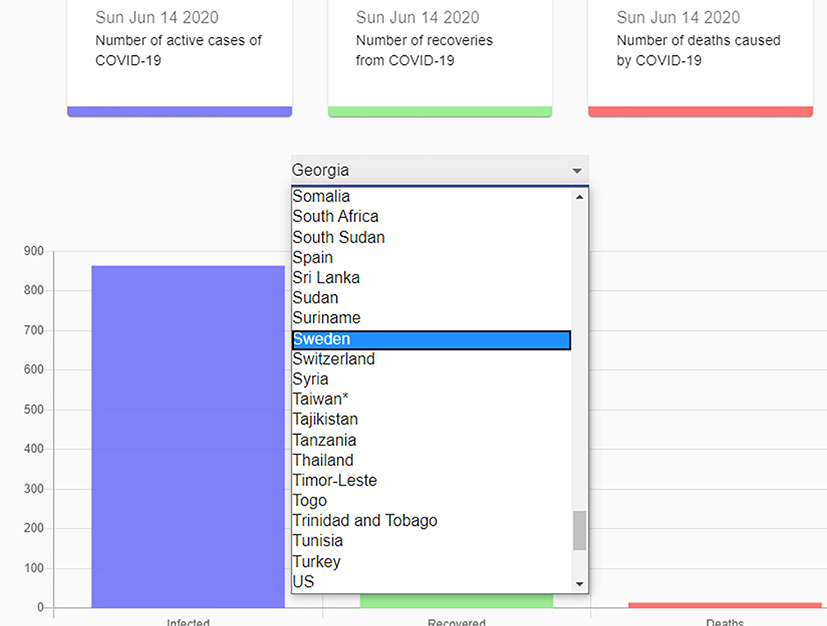 Sun Jun 14 2020
Number of active cases of
COVID-19
Sun Jun 14 2020
Number of recoveries
from COVID-19
Sun Jun 14 2020
Number of deaths caused
by COVID-19
Georgia
Somalia
South Africa
South Sudan
Spain
Sri Lanka
Sudan
Suriname
Sweden
Switzerland
Syria
Taiwan*
Tajikistan
Tanzania
Thailand
Timor-Leste
Togo
Trinidad and Tobago
Tunisia
Turkey
US
900
800
700
600
500
400
300
200
100
0
Infected
Recovered
Deaths